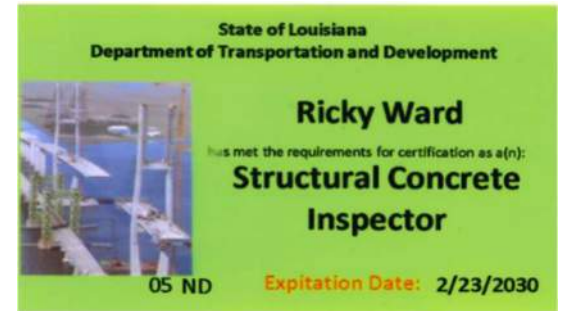 State of Louisiana
Department of Transportation and Development
Ricky Ward
has met the requirements for certification as a(n):
Structural Concrete
Inspector
05 ND
Expitation Date: 2/23/2030